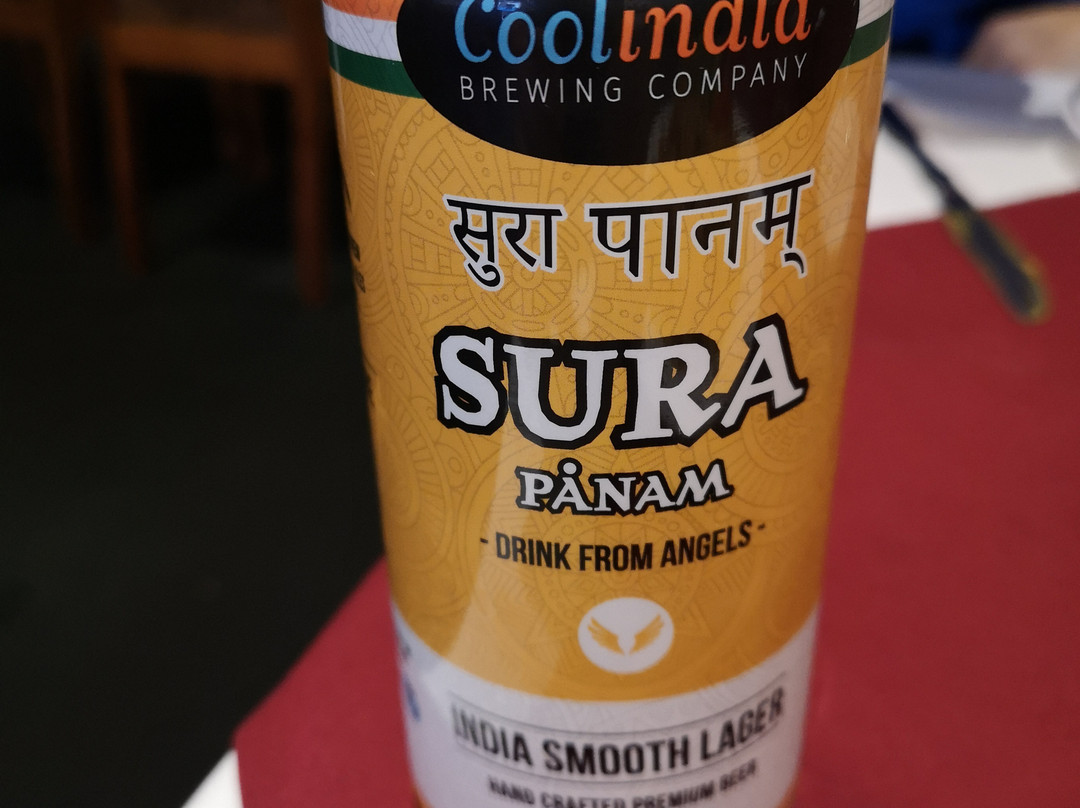 Coolindia
BREWING COMPANY
सुरा पानम्
SURA
PÅNAM
- DRINK FROM ANGELS -
INDIA SMOOTH LAGER
HAND CRAFTED PREMIUM BEER